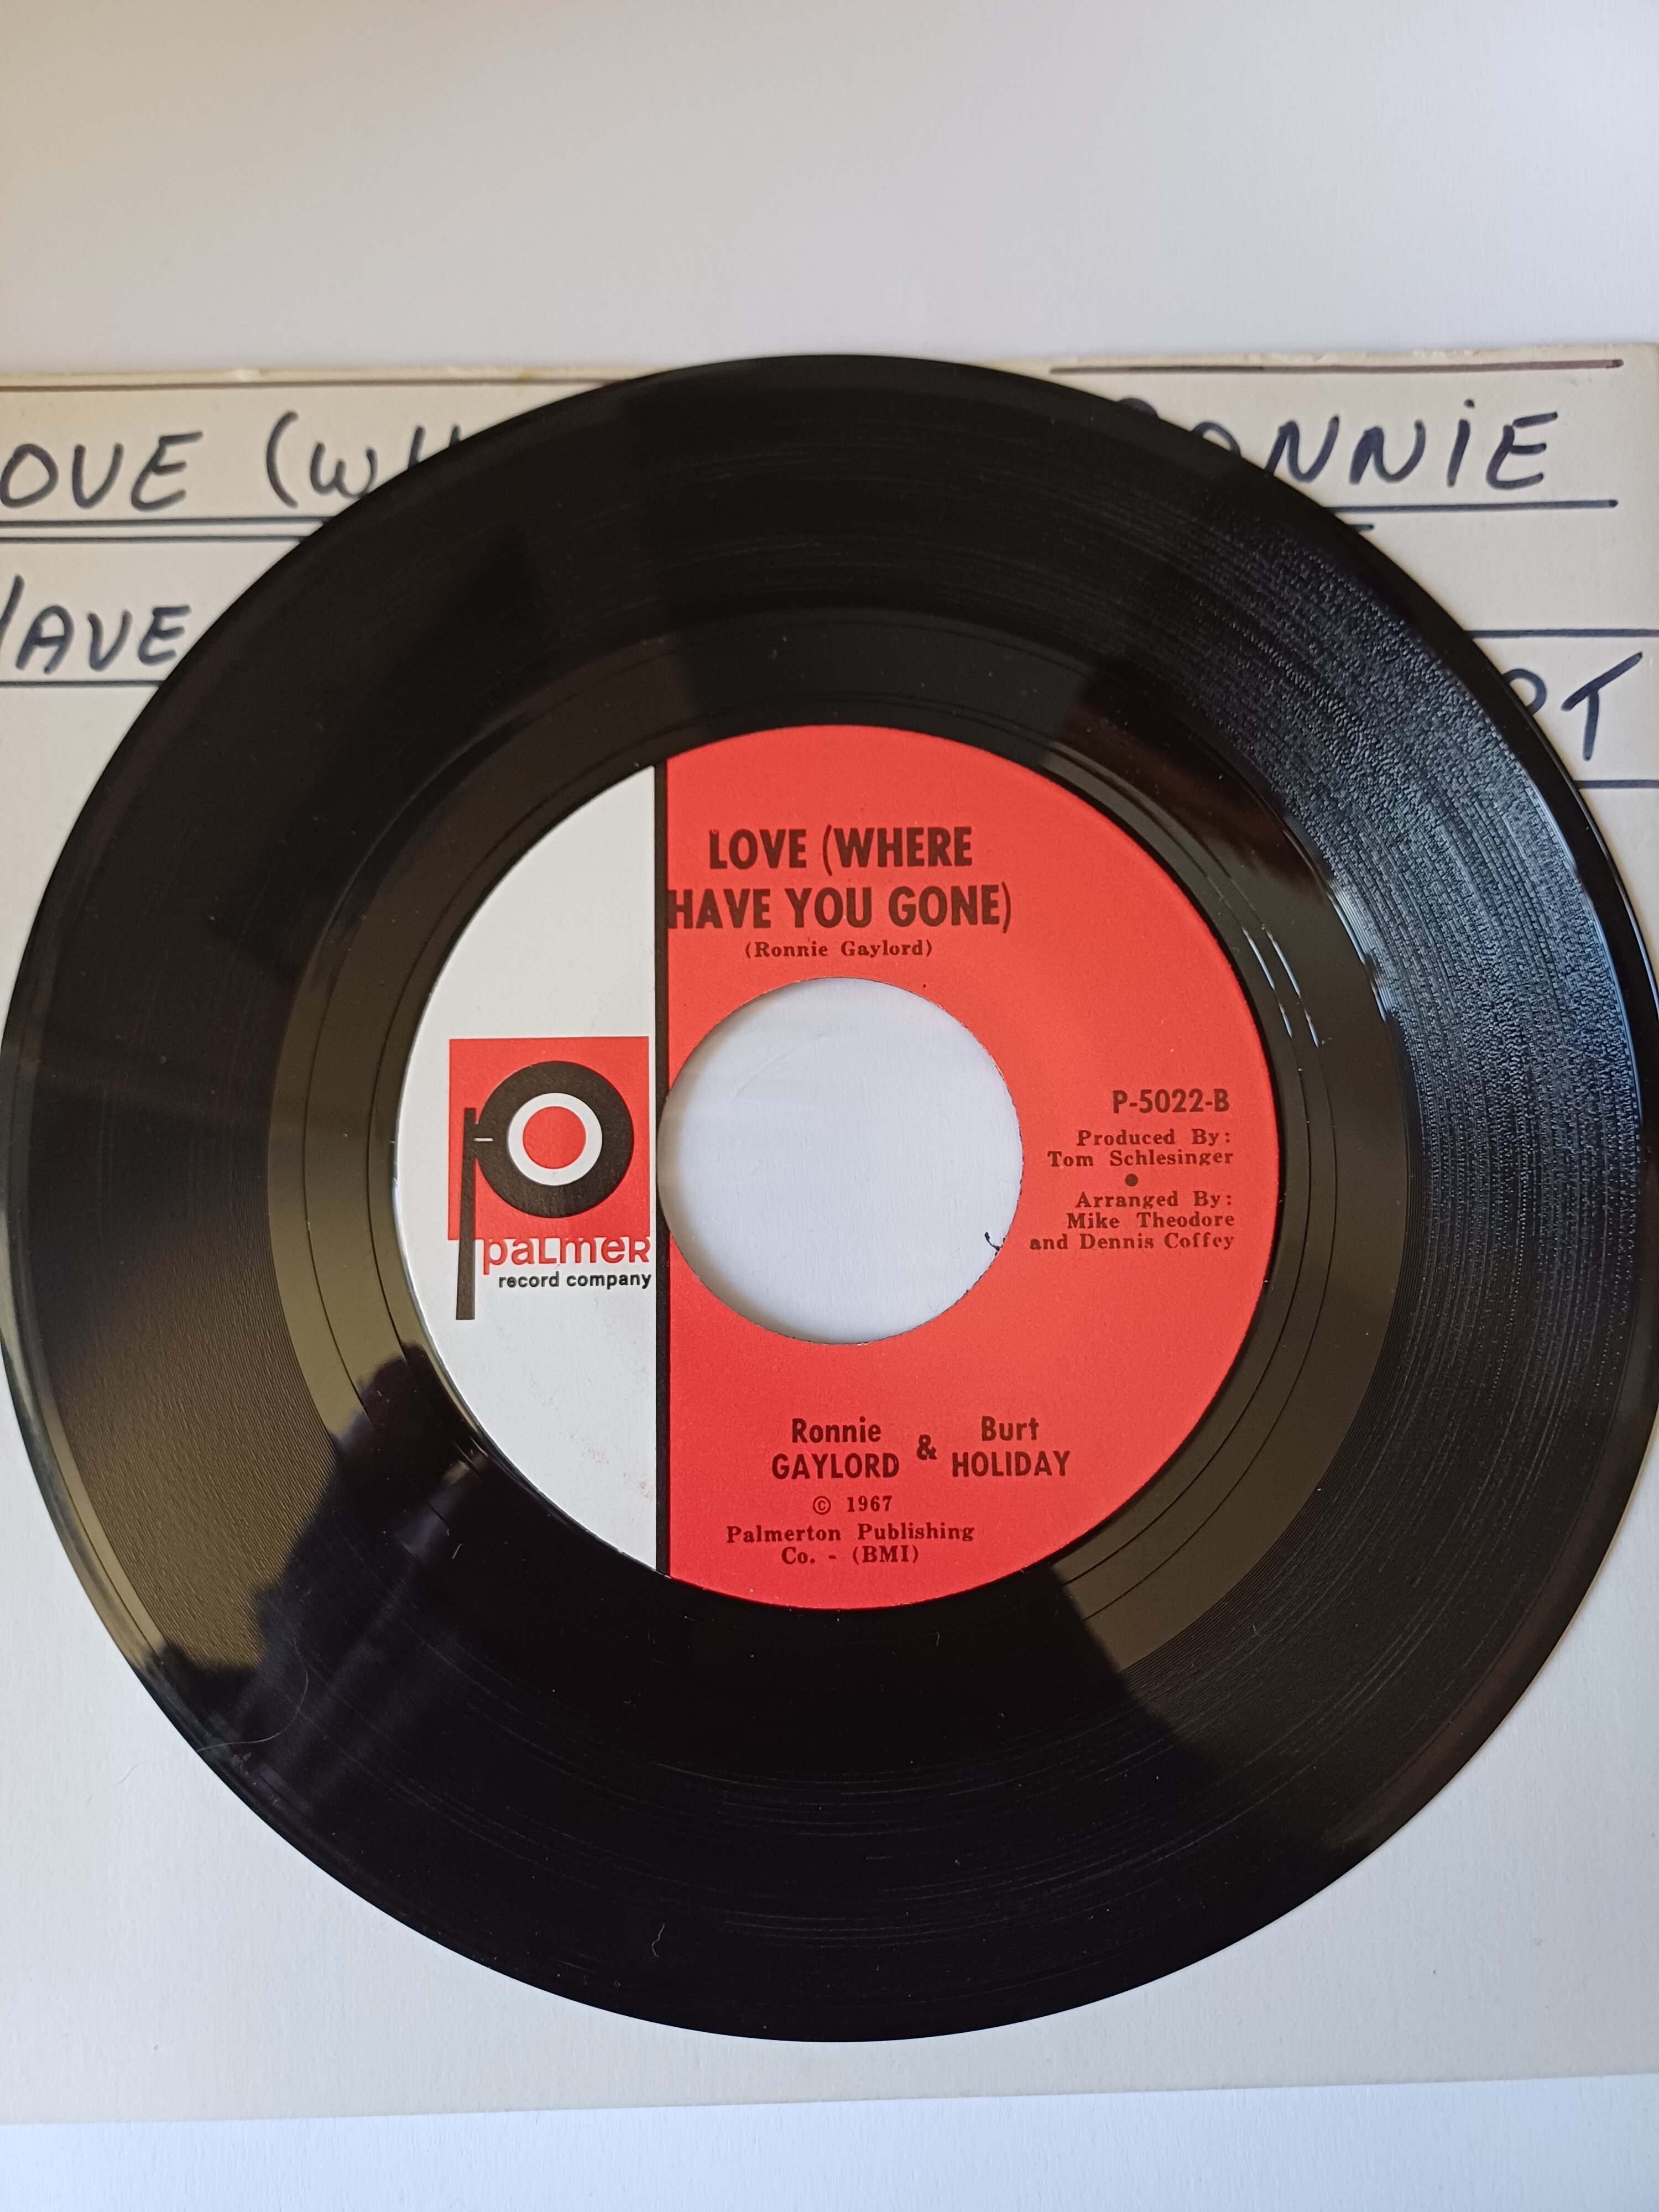 OVE (WH
ONNiE
AVE
LOVE (WHERE
HAVE YOU GONE)
(Ronnie Gaylord)
P-5022-B
Produced By:
Tom Schlesinger
Arranged By:
Mike Theodore
and Dennis Coffey
palmer
record company
Ronnie GAYLORD & Burt HOLIDAY
© 1967
Palmerton Publishing
Co. - (BMI)